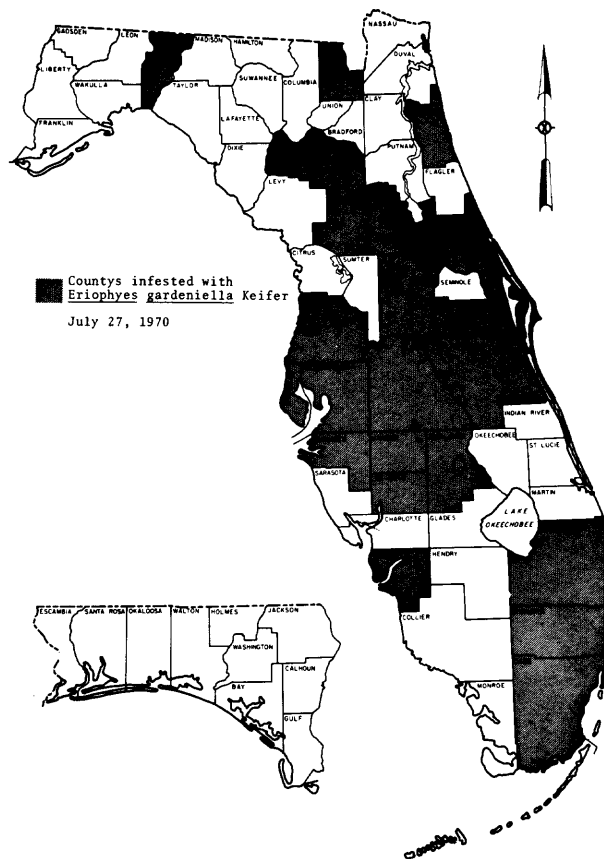 NASSAU
GADSDEN
LEON
MADISON
HAMILTON
DUVAL
LIBERTY
WAKULLA
TAYLOR
SUWANNEE
COLUMBIA
UNION
CLAY
FRANKLIN
LAFAYETTE
BRADFORD
DIXIE
PUTNAM
FLAGLER
LEVY
CITRUS
SUMTER
SEMINOLE
Countys infested with
Eriophyes gardeniella Keifer
July 27, 1970
INDIAN RIVER
OKEECHOBEE
ST LUCIE
SARASOTA
MARTIN
CHARLOTTE
GLADES
LAKE
OKEECHOBEE
HENDRY
COLLIER
MONROE
ESCAMBIA
SANTA ROSA
OKALOOSA
WALTON
HOLMES
JACKSON
WASHINGTON
BAY
CALHOUN
GULF